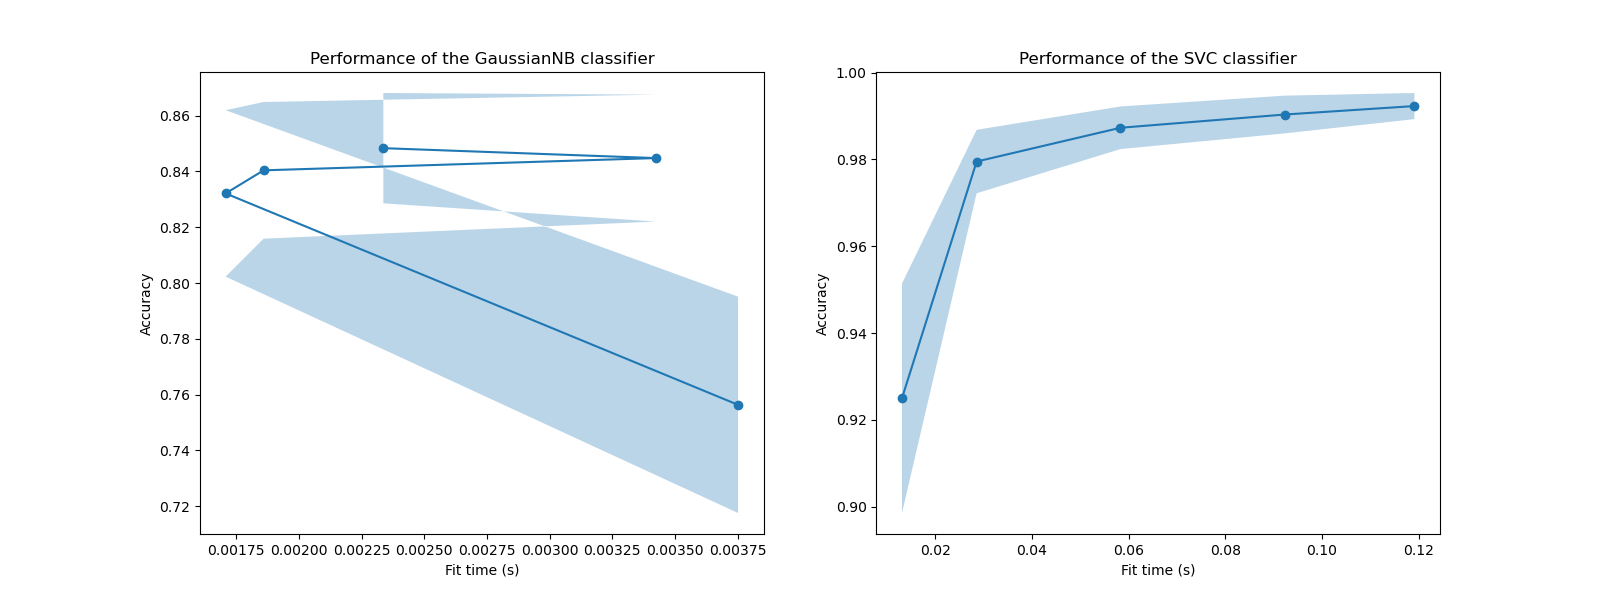 Performance of the GaussianNB classifier
Accuracy
0.86
0.84
0.82
0.80
0.78
0.76
0.74
0.72
0.00175 0.00200 0.00225 0.00250 0.00275 0.00300 0.00325 0.00350 0.00375
Fit time (s)
Performance of the SVC classifier
Accuracy
1.00
0.98
0.96
0.94
0.92
0.90
0.02 0.04 0.06 0.08 0.10 0.12
Fit time (s)